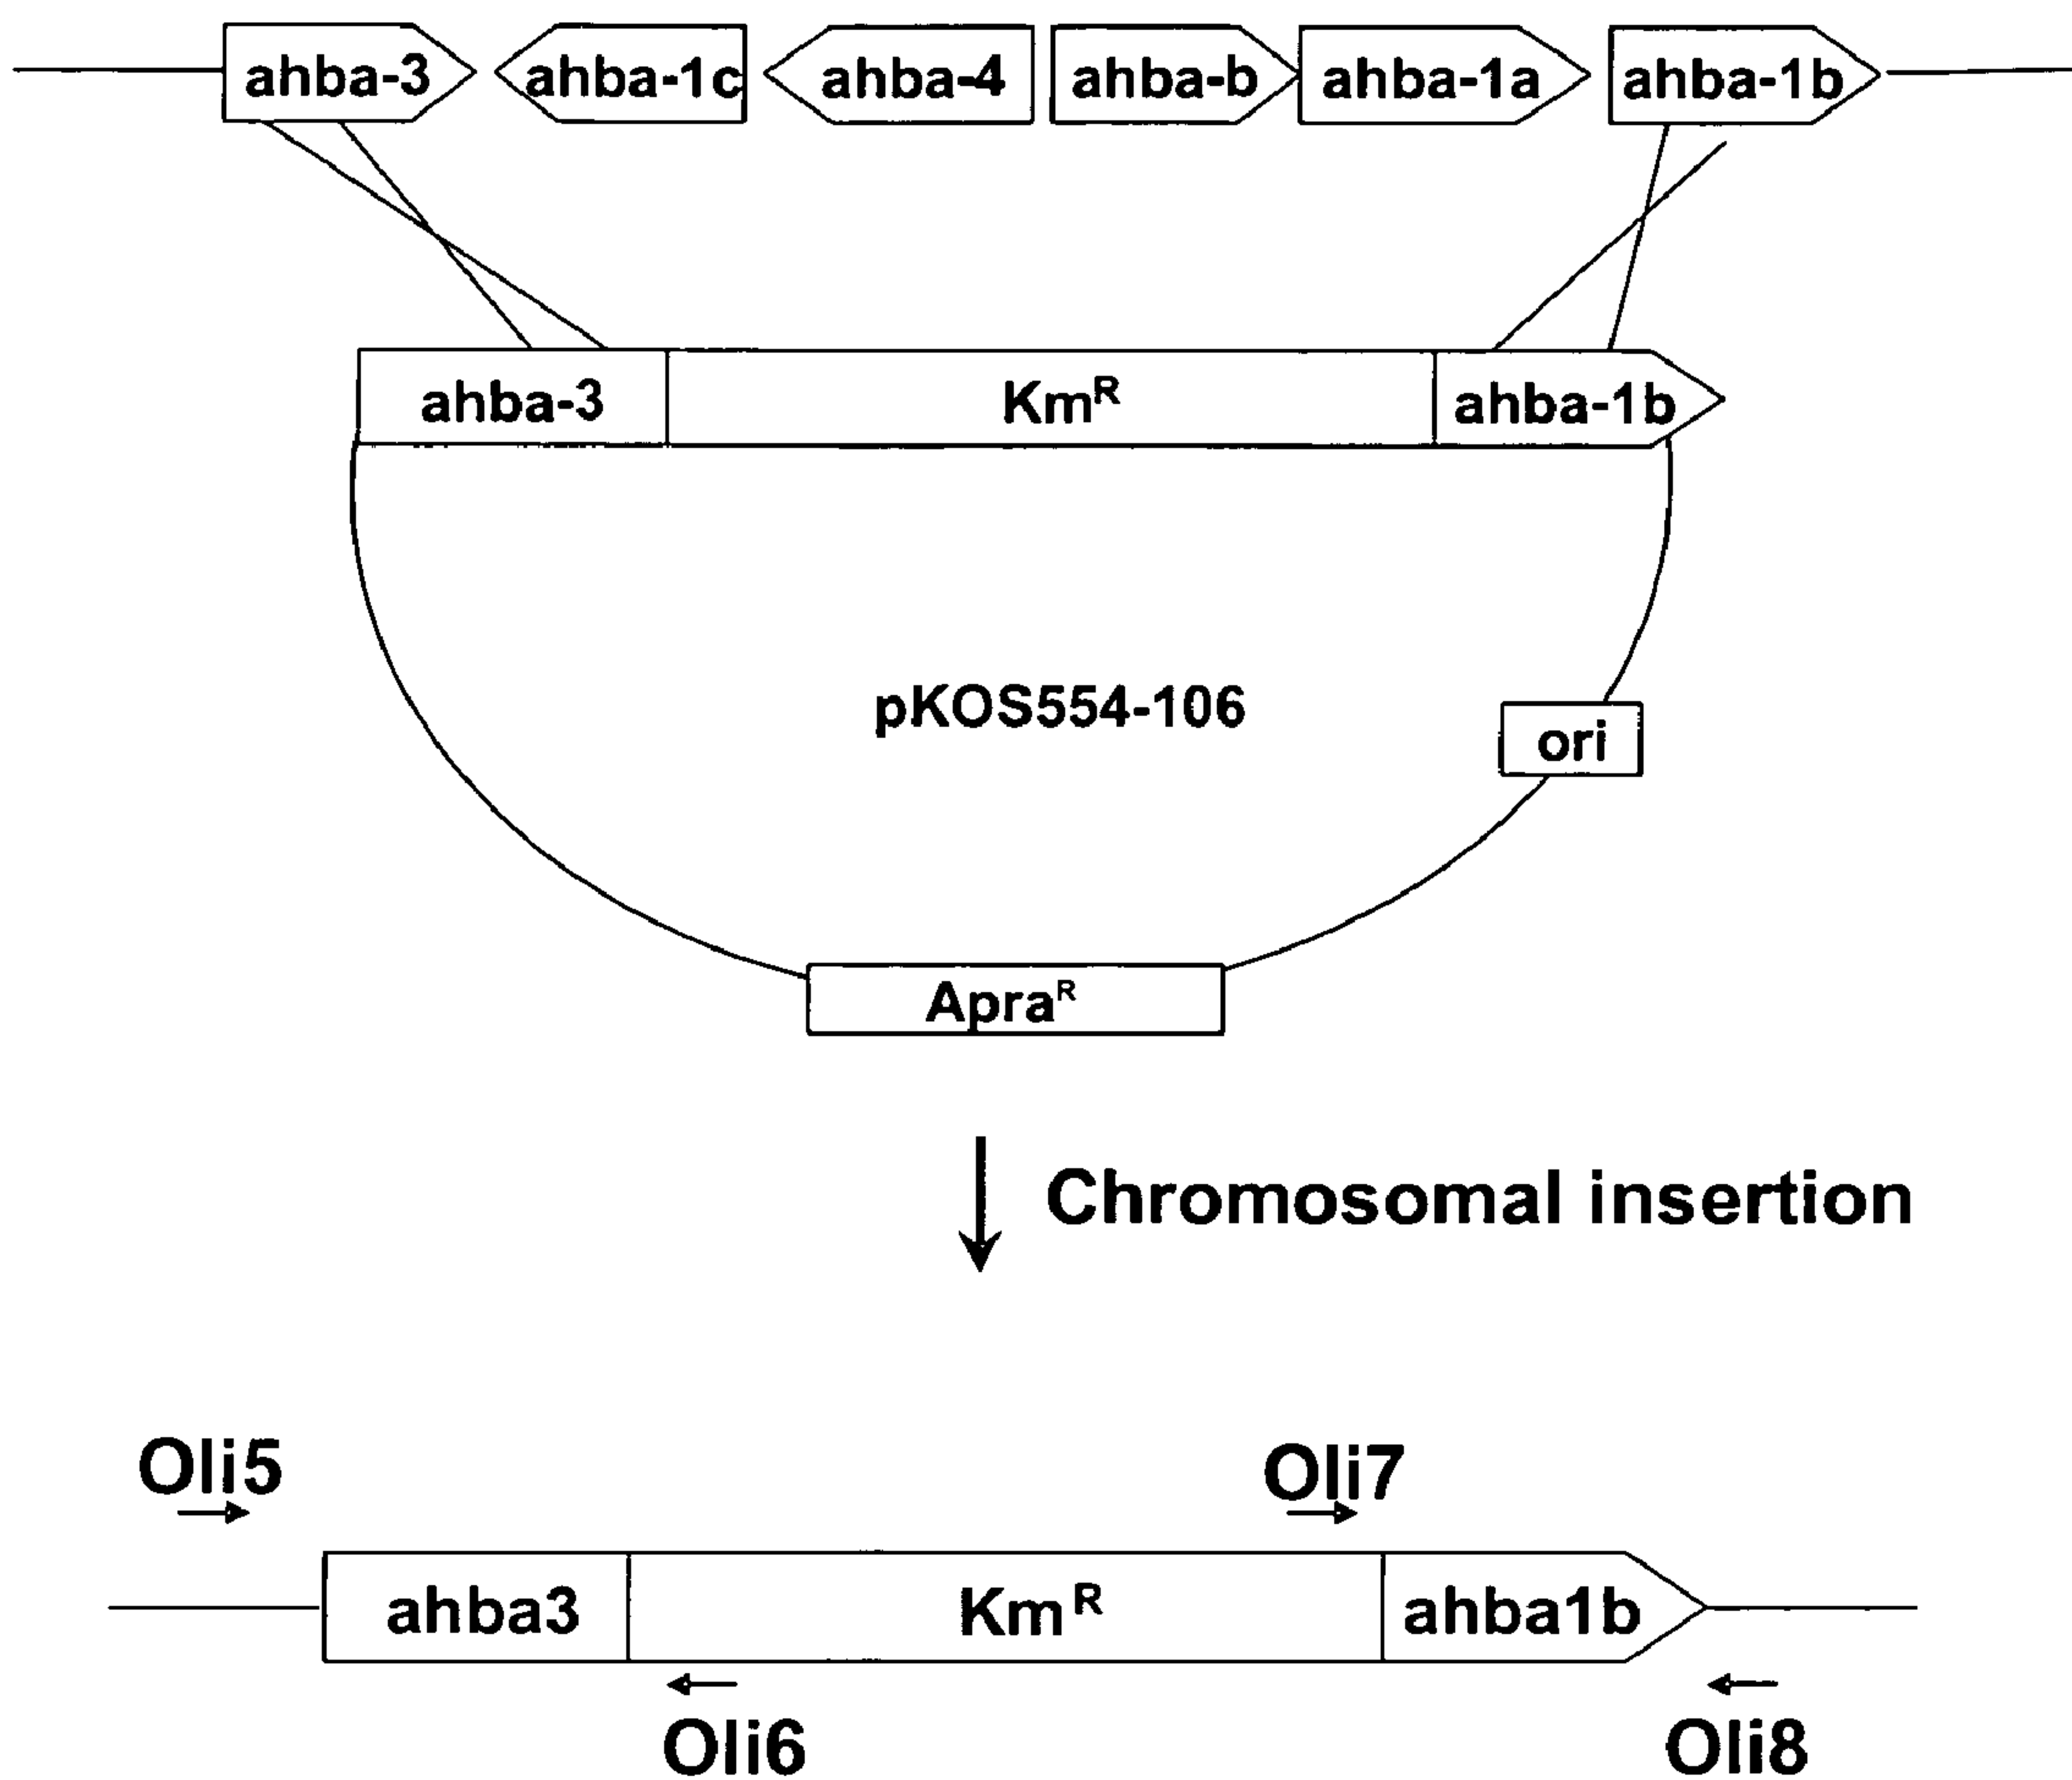 ahba-3 ahba-1c ahba-4 ahba-b ahba-1a ahba-1b
ahba-3 Kmᴿ ahba-1b
pKOS554-106
ori
Apraᴿ
Chromosomal insertion
Oli5 Oli7
ahba3 Kmᴿ ahba1b
Oli6 Oli8